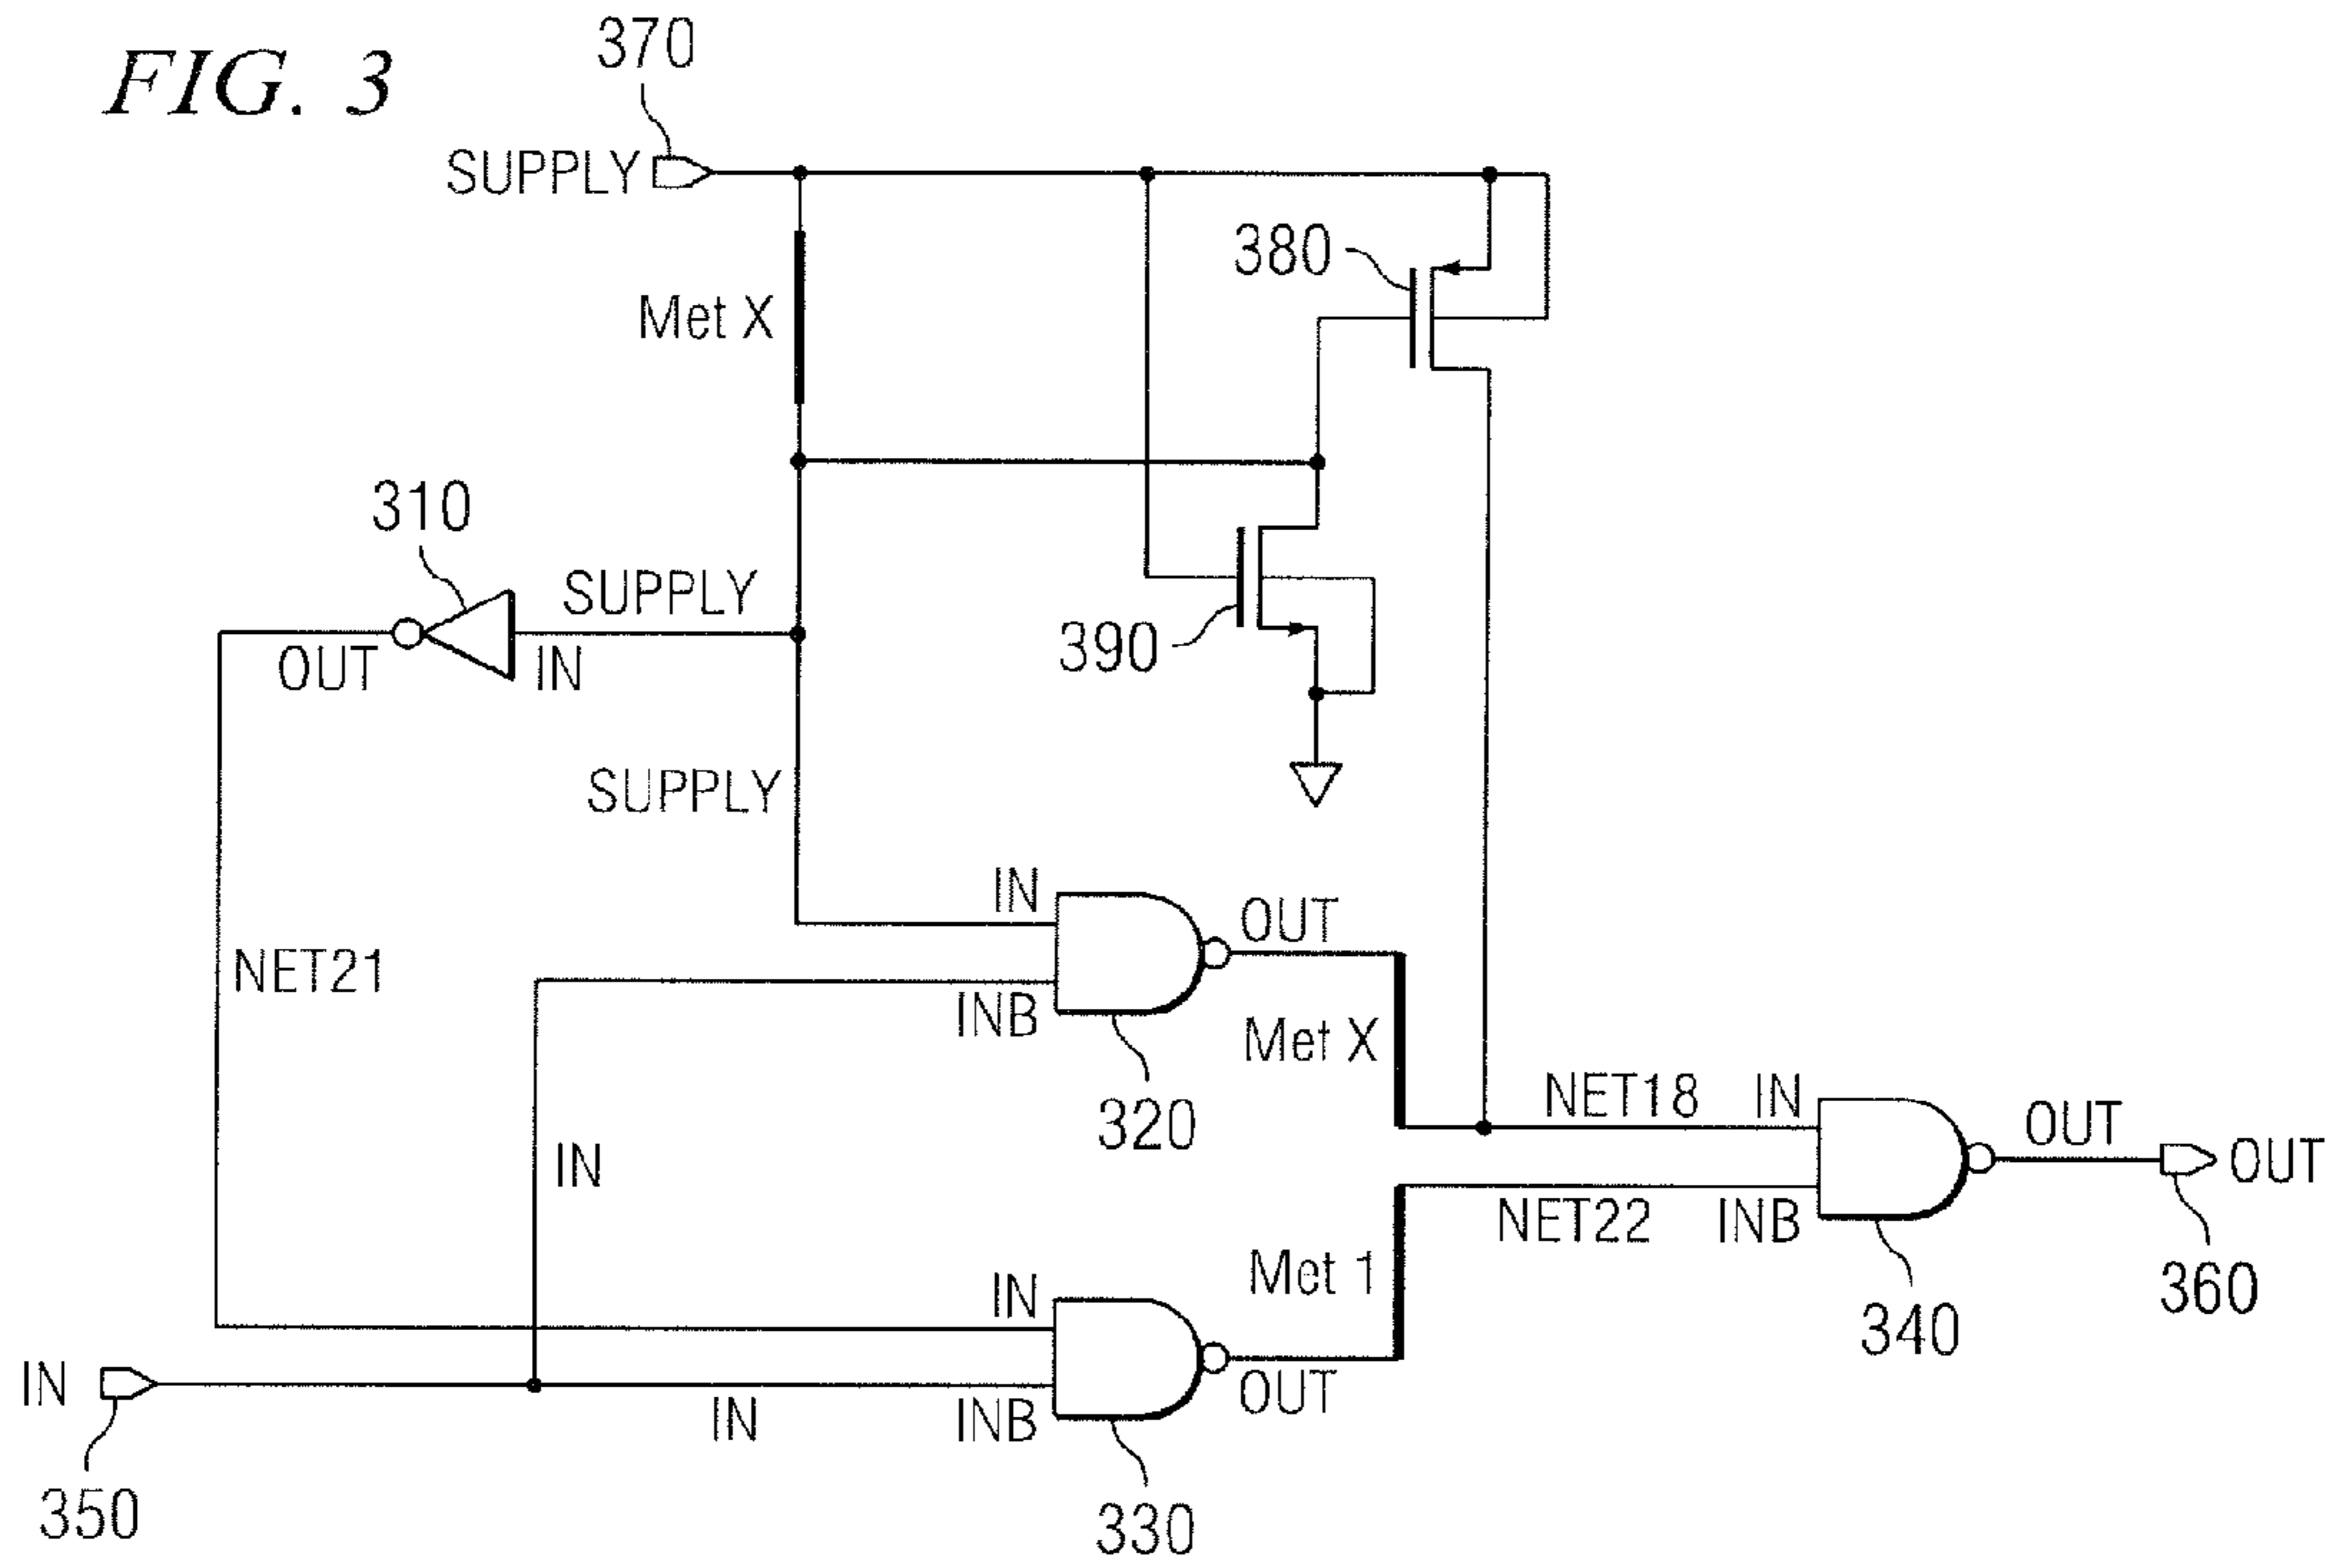 FIG. 3
370
SUPPLY
380
Met X
310
SUPPLY
OUT
IN
390
SUPPLY
IN
OUT
NET21
INB
Met X
320
NET18
IN
OUT
OUT
IN
NET22
INB
Met 1
360
IN
340
IN
OUT
IN
INB
350
330